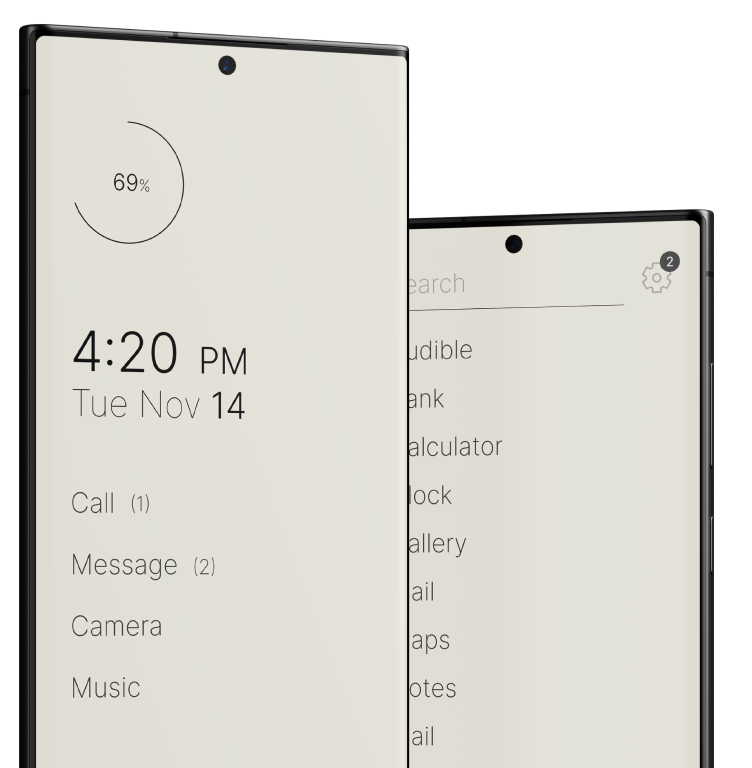 69%
4:20 PM
Tue Nov 14
Call (1)
Message (2)
Camera
Music
2
earch
udible
ank
alculator
lock
allery
ail
aps
otes
ail